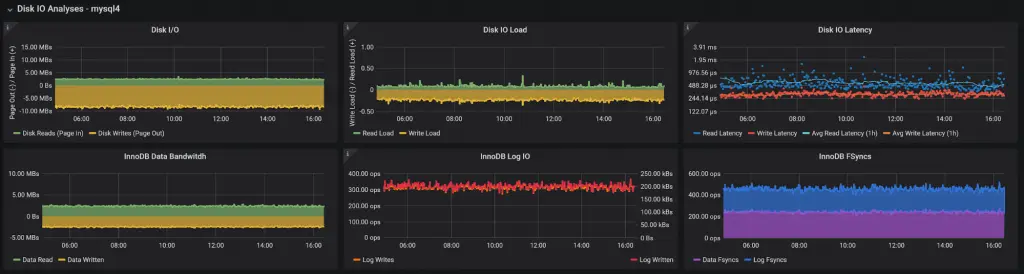 Disk IO Analyses - mysql4
Disk I/O
Page Out (-) / Page In (+)
15.00 MBs
10.00 MBs
5.00 MBs
0 Bs
-5.00 MBs
-10.00 MBs
06:00 08:00 10:00 12:00 14:00 16:00
Disk Reads (Page In) Disk Writes (Page Out)
Disk IO Load
Write Load (-) / Read Load (+)
1.00
0.50
0
-0.50
06:00 08:00 10:00 12:00 14:00 16:00
Read Load Write Load
Disk IO Latency
3.91 ms
1.95 ms
976.56 µs
488.28 µs
244.14 µs
122.07 µs
06:00 08:00 10:00 12:00 14:00 16:00
Read Latency Write Latency Avg Read Latency (1h) Avg Write Latency (1h)
InnoDB Data Bandwitdh
10.00 MBs
5.00 MBs
0 Bs
-5.00 MBs
06:00 08:00 10:00 12:00 14:00 16:00
Data Read Data Written
InnoDB Log IO
400.00 ops
300.00 ops
200.00 ops
100.00 ops
0 ops
250.00 kBs
200.00 kBs
150.00 kBs
100.00 kBs
50.00 kBs
0 Bs
06:00 08:00 10:00 12:00 14:00 16:00
Log Writes Log Written
InnoDB FSyncs
600.00 ops
400.00 ops
200.00 ops
0 ops
06:00 08:00 10:00 12:00 14:00 16:00
Data Fsyncs Log Fsyncs